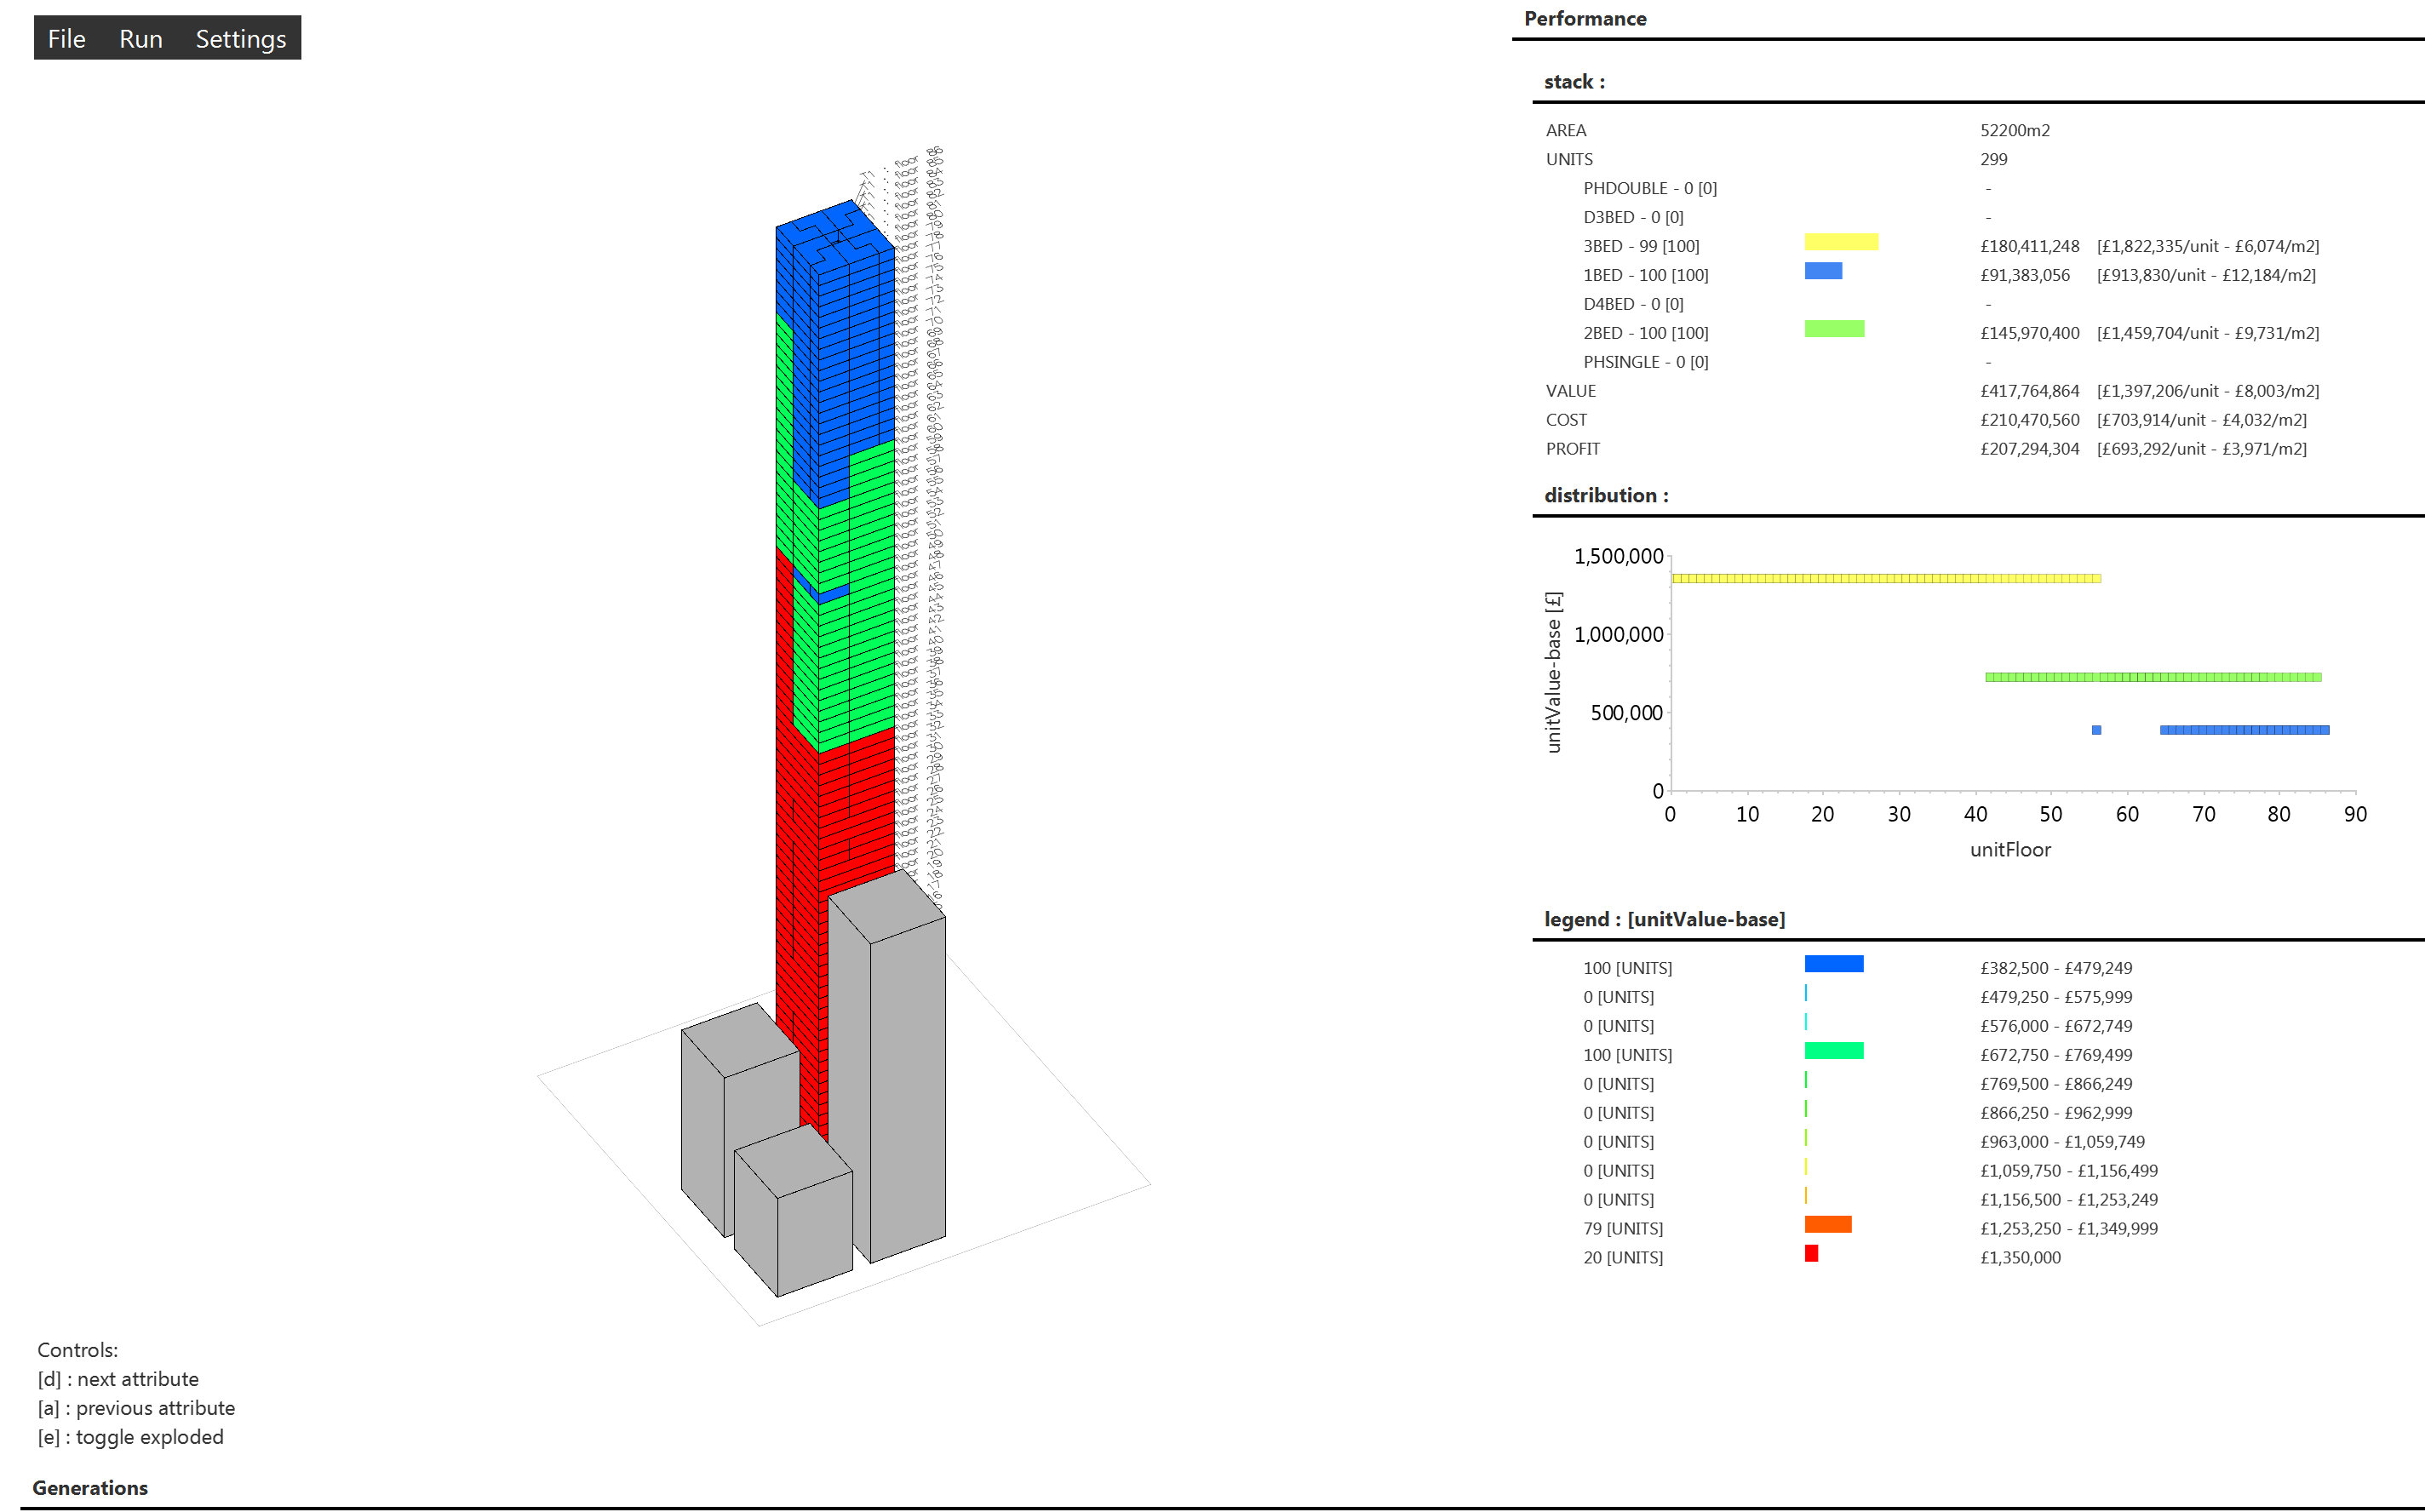 File Run Settings
Performance
stack :
AREA 52200m2
UNITS 299
PHDOUBLE - 0 [0] -
D3BED - 0 [0] -
3BED - 99 [100] £180,411,248 [£1,822,335/unit - £6,074/m2]
1BED - 100 [100] £91,383,056 [£913,830/unit - £12,184/m2]
D4BED - 0 [0] -
2BED - 100 [100] £145,970,400 [£1,459,704/unit - £9,731/m2]
PHSINGLE - 0 [0] -
VALUE £417,764,864 [£1,397,206/unit - £8,003/m2]
COST £210,470,560 [£703,914/unit - £4,032/m2]
PROFIT £207,294,304 [£693,292/unit - £3,971/m2]
distribution :
unitValue-base [£]
1,500,000
1,000,000
500,000
0
0 10 20 30 40 50 60 70 80 90
unitFloor
legend : [unitValue-base]
100 [UNITS] £382,500 - £479,249
0 [UNITS] £479,250 - £575,999
0 [UNITS] £576,000 - £672,749
100 [UNITS] £672,750 - £769,499
0 [UNITS] £769,500 - £866,249
0 [UNITS] £866,250 - £962,999
0 [UNITS] £963,000 - £1,059,749
0 [UNITS] £1,059,750 - £1,156,499
0 [UNITS] £1,156,500 - £1,253,249
79 [UNITS] £1,253,250 - £1,349,999
20 [UNITS] £1,350,000
Controls:
[d] : next attribute
[a] : previous attribute
[e] : toggle exploded
Generations